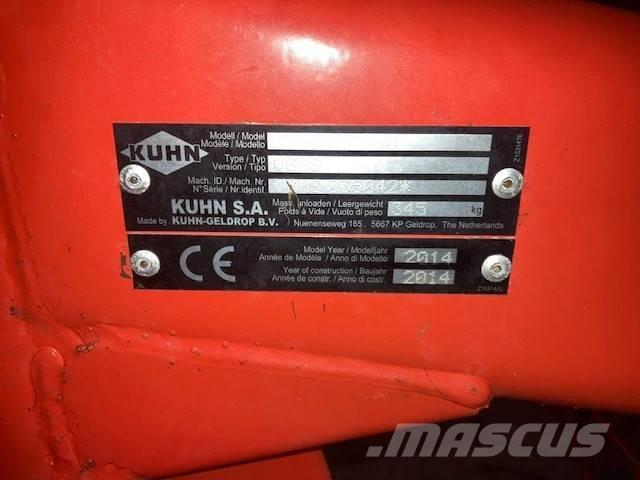 KUHN
Modell / Model
Modèle / Modello
Type / Typ
Version / Tipo
Mach. ID / Mach. Nr.
N° Série / Nr.identif.
KUHN S.A.
Mass, unloaden / Leergewicht
Poids à Vide / Vuoto di peso
345 kg
Made by KUHN-GELDROP B.V. Nuenenseweg 165, 5667 KP Geldrop, The Netherlands
Z1531470
CE
Model Year / Modelljahr
Année de Modèle / Anno di Modello
2014
Year of construction / Baujahr
Année de constr. / Anno di costr.
2014
Z1531470
MASCUS